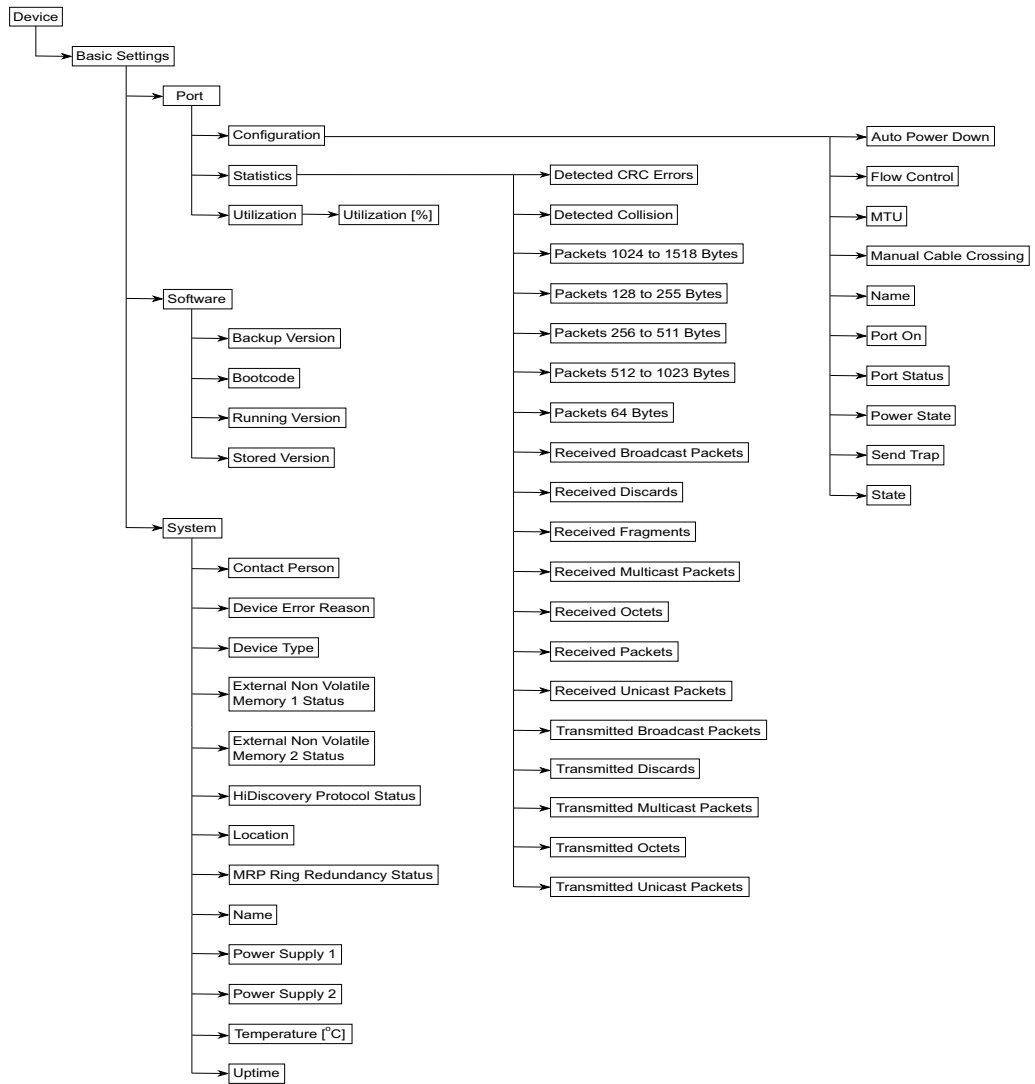 Device
Basic Settings
Port
Configuration
Statistics
Utilization
Utilization [%]
Software
Backup Version
Bootcode
Running Version
Stored Version
System
Contact Person
Device Error Reason
Device Type
External Non Volatile
Memory 1 Status
External Non Volatile
Memory 2 Status
HiDiscovery Protocol Status
Location
MRP Ring Redundancy Status
Name
Power Supply 1
Power Supply 2
Temperature [°C]
Uptime
Detected CRC Errors
Detected Collision
Packets 1024 to 1518 Bytes
Packets 128 to 255 Bytes
Packets 256 to 511 Bytes
Packets 512 to 1023 Bytes
Packets 64 Bytes
Received Broadcast Packets
Received Discards
Received Fragments
Received Multicast Packets
Received Octets
Received Packets
Received Unicast Packets
Transmitted Broadcast Packets
Transmitted Discards
Transmitted Multicast Packets
Transmitted Octets
Transmitted Unicast Packets
Auto Power Down
Flow Control
MTU
Manual Cable Crossing
Name
Port On
Port Status
Power State
Send Trap
State